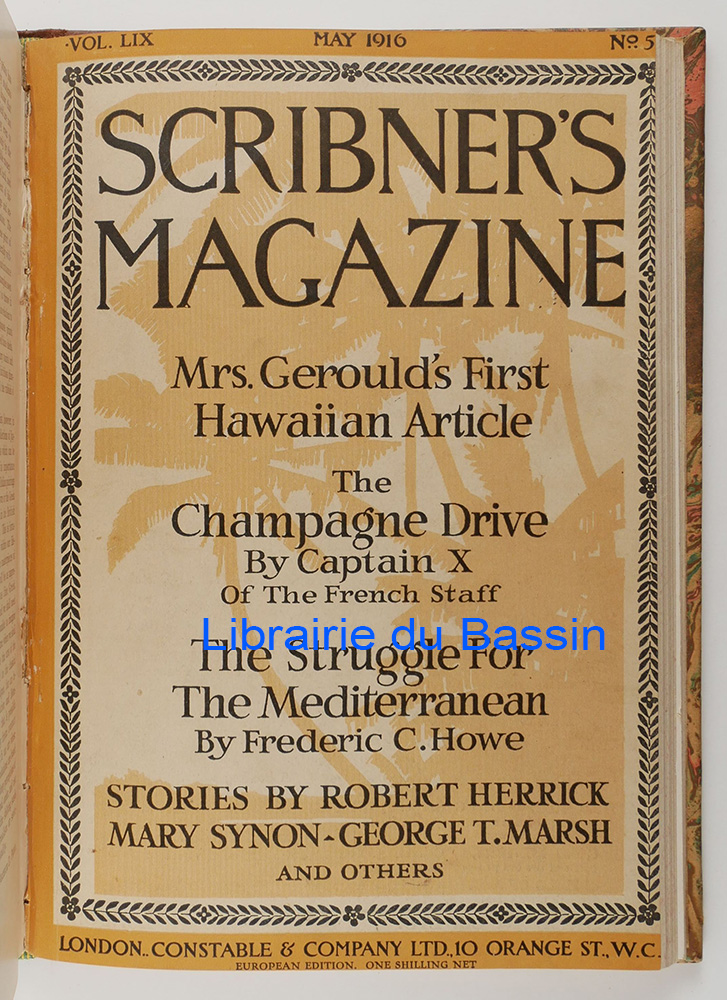 VOL. LIX MAY 1916 No. 5
SCRIBNER'S
MAGAZINE
Mrs. Gerould's First
Hawaiian Article
The
Champagne Drive
By Captain X
Of The French Staff
Librairie du Bassin
The Struggle For
The Mediterranean
By Frederic C. Howe
STORIES BY ROBERT HERRICK
MARY SYNON - GEORGE T. MARSH
AND OTHERS
LONDON.. CONSTABLE & COMPANY LTD., 10 ORANGE ST., W.C.
EUROPEAN EDITION. ONE SHILLING NET